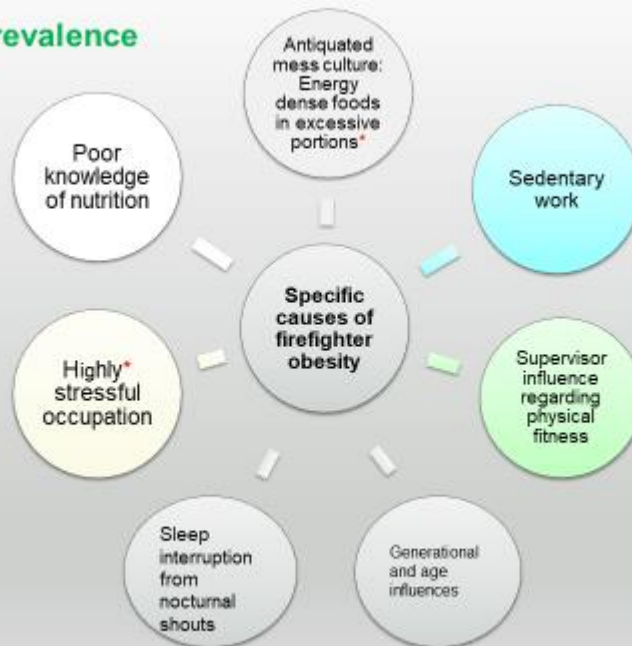 revalence
Antiquated
mess culture:
Energy
dense foods
in excessive
portions*
Poor
knowledge
of nutrition
Sedentary
work
Specific
causes of
firefighter
obesity
Highly*
stressful
occupation
Supervisor
influence
regarding
physical
fitness
Sleep
interruption
from
nocturnal
shouts
Generational
and age
influences